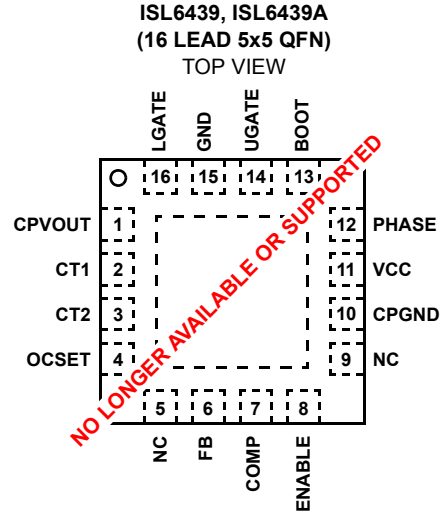 ISL6439, ISL6439A
(16 LEAD 5x5 QFN)
TOP VIEW
LGATE
GND
UGATE
BOOT
16 15 14 13
CPVOUT 1
CT1 2
CT2 3
OCSET 4
12 PHASE
11 VCC
10 CPGND
9 NC
5 6 7 8
NC
FB
COMP
ENABLE
NO LONGER AVAILABLE OR SUPPORTED